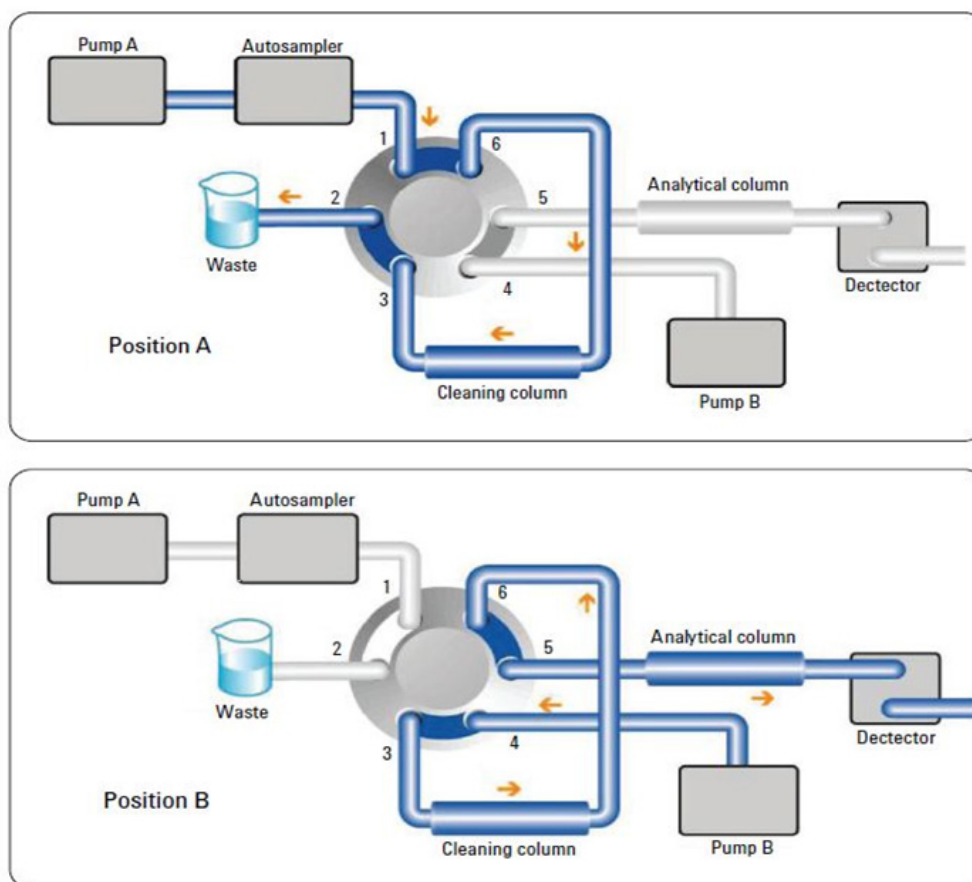 Pump A
Autosampler
1
6
2
5
Analytical column
Waste
3
4
Dectector
Position A
Cleaning column
Pump B
Pump A
Autosampler
1
6
2
5
Analytical column
Waste
3
4
Dectector
Position B
Cleaning column
Pump B